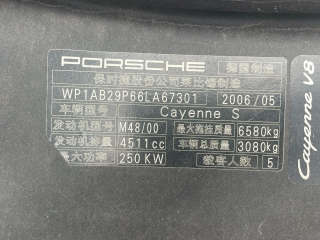 PORSCHE 德国制造
保时捷股份公司莱比锡制造
WP1AB29P66LA67301 2006/05
车辆型号 Cayenne S
发动机型号 M48/00 最大拖挂质量 6580kg
发动机排量 4511cc 车辆总质量 3080kg
最大功率 250 KW 载客人数 5
Cayenne V8